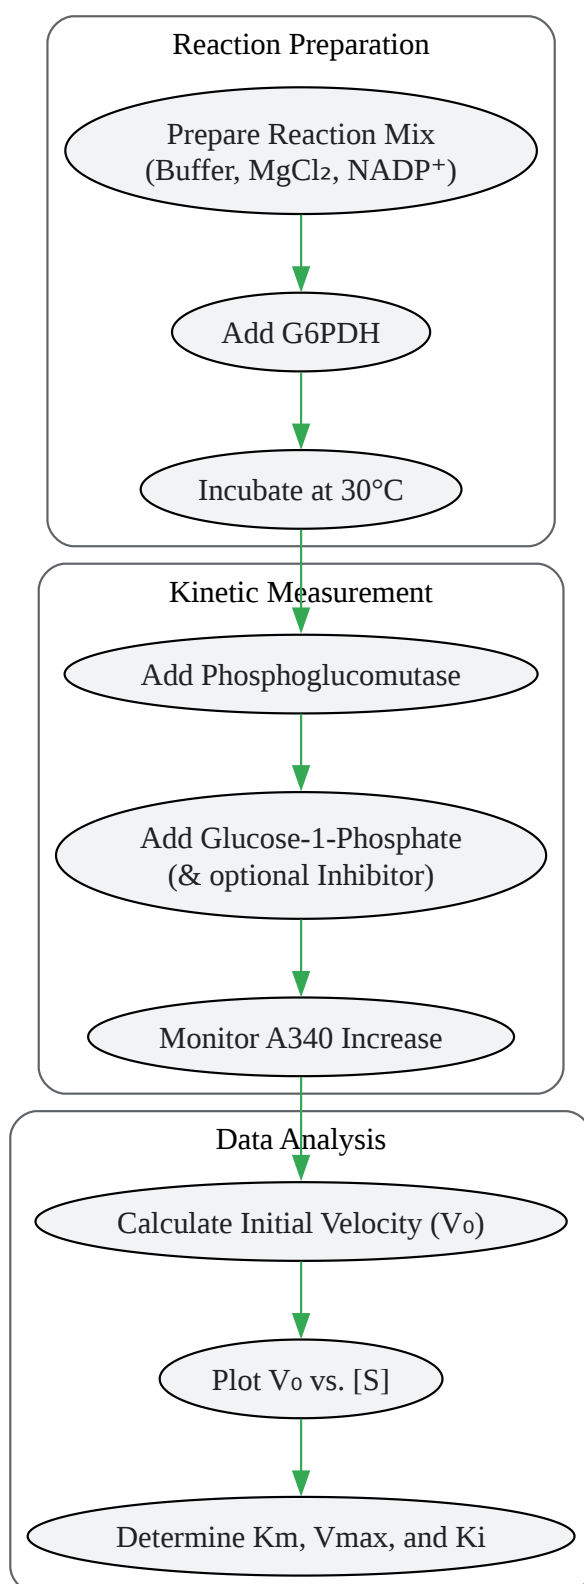 Reaction Preparation
Prepare Reaction Mix
(Buffer, MgCl₂, NADP⁺)
Add G6PDH
Incubate at 30°C
Kinetic Measurement
Add Phosphoglucomutase
Add Glucose-1-Phosphate
(& optional Inhibitor)
Monitor A340 Increase
Data Analysis
Calculate Initial Velocity (V₀)
Plot V₀ vs. [S]
Determine Km, Vmax, and Ki